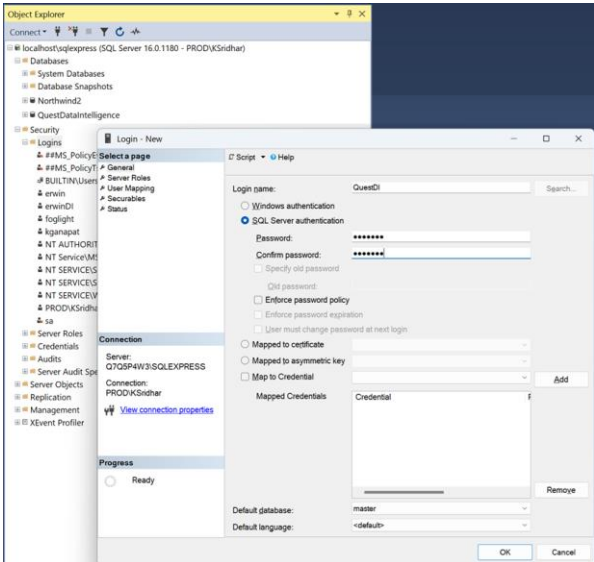 Object Explorer
Connect
localhost\sqlexpress (SQL Server 16.0.1180 - PROD\KSridhar)
Databases
System Databases
Database Snapshots
Northwind2
QuestDataIntelligence
Security
Logins
##MS_PolicyE
##MS_PolicyT
BUILTIN\Users
erwin
erwinDI
foglight
kganapat
NT AUTHORIT
NT Service\MS
NT SERVICE\S
NT SERVICE\S
NT SERVICE\W
PROD\KSridha
sa
Server Roles
Credentials
Audits
Server Audit Spe
Server Objects
Replication
Management
XEvent Profiler
Login - New
Select a page
General
Server Roles
User Mapping
Securables
Status
Connection
Server:
Q7Q5P4W3\SQLEXPRESS
Connection:
PROD\KSridhar
View connection properties
Progress
Ready
Script Help
Login name: QuestDI Search...
Windows authentication
SQL Server authentication
Password: •••••••
Confirm password: •••••••
Specify old password
Old password:
Enforce password policy
Enforce password expiration
User must change password at next login
Mapped to certificate
Mapped to asymmetric key
Map to Credential Add
Mapped Credentials Credential P
Remove
Default database: master
Default language: <default>
OK Cancel